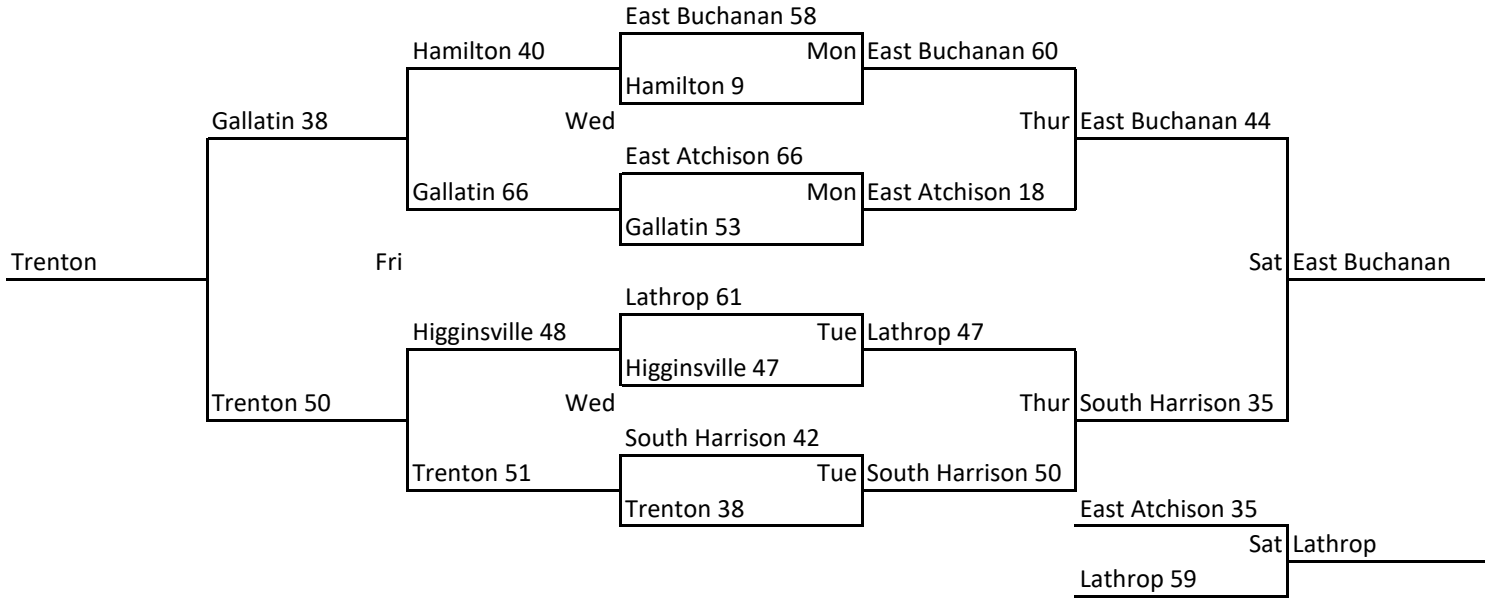 East Buchanan 58
Hamilton 40
Mon
East Buchanan 60
Hamilton 9
Gallatin 38
Wed
Thur
East Buchanan 44
East Atchison 66
Gallatin 66
Mon
East Atchison 18
Gallatin 53
Trenton
Fri
Sat
East Buchanan
Lathrop 61
Higginsville 48
Tue
Lathrop 47
Higginsville 47
Trenton 50
Wed
Thur
South Harrison 35
South Harrison 42
Trenton 51
Tue
South Harrison 50
Trenton 38
East Atchison 35
Sat
Lathrop
Lathrop 59